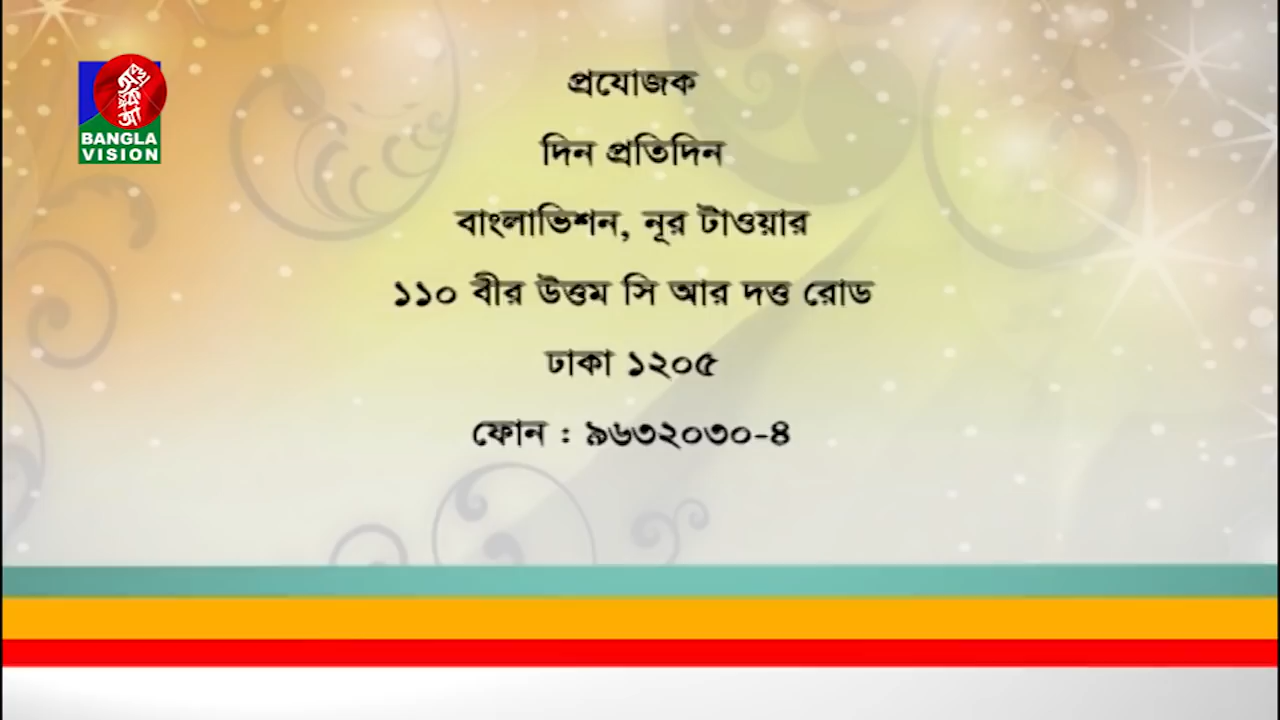 BANGLA
VISION
প্রযোজক
দিন প্রতিদিন
বাংলাভিশন, নূর টাওয়ার
১১০ বীর উত্তম সি আর দত্ত রোড
ঢাকা ১২০৫
ফোন : ৯৬৩২০৩০-৪